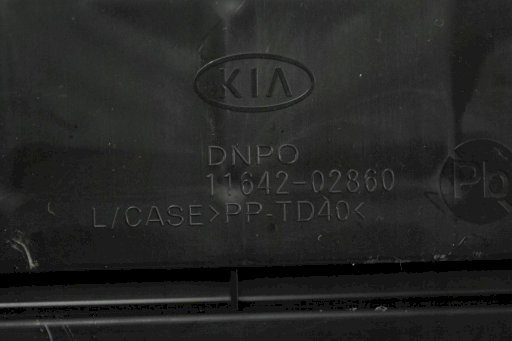 KIA
DNPO
11642-02860
L/CASE>PP-TD40<
Pb